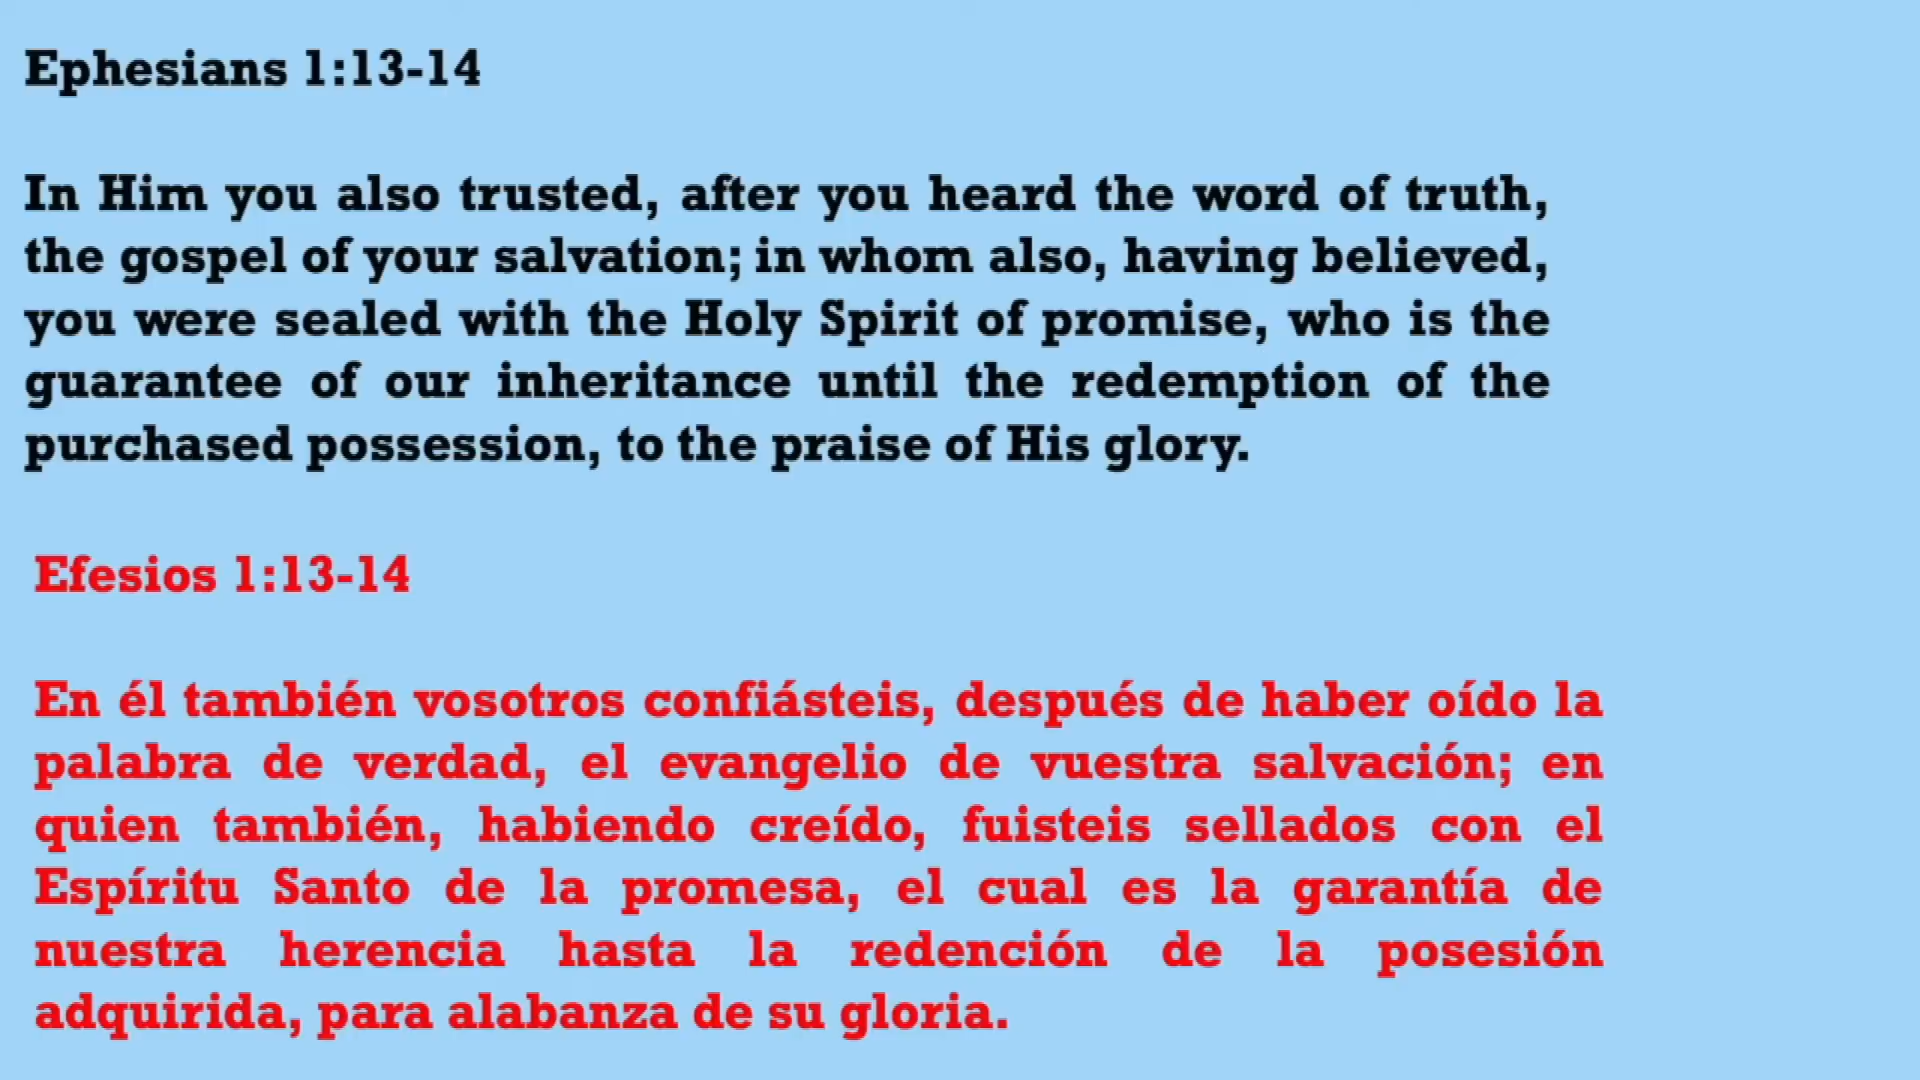 Ephesians 1:13-14
In Him you also trusted, after you heard the word of truth,
the gospel of your salvation; in whom also, having believed,
you were sealed with the Holy Spirit of promise, who is the
guarantee of our inheritance until the redemption of the
purchased possession, to the praise of His glory.
Efesios 1:13-14
En él también vosotros confiásteis, después de haber oído la
palabra de verdad, el evangelio de vuestra salvación; en
quien también, habiendo creído, fuisteis sellados con el
Espíritu Santo de la promesa, el cual es la garantía de
nuestra herencia hasta la redención de la posesión
adquirida, para alabanza de su gloria.